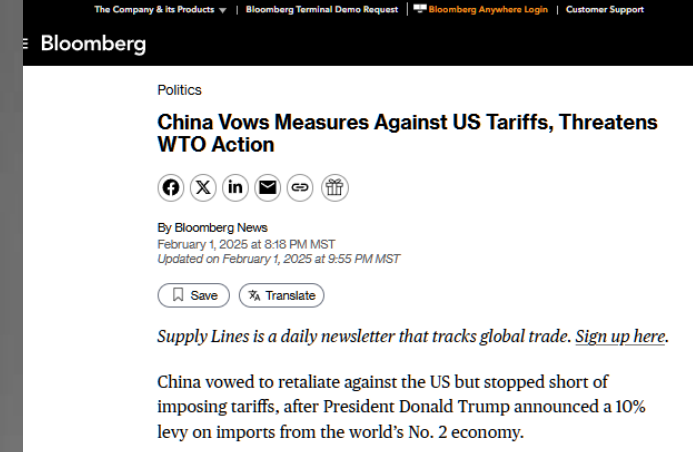 The Company & its Products ▾ | Bloomberg Terminal Demo Request | Bloomberg Anywhere Login | Customer Support
Bloomberg
Politics
China Vows Measures Against US Tariffs, Threatens
WTO Action
By Bloomberg News
February 1, 2025 at 8:18 PM MST
Updated on February 1, 2025 at 9:55 PM MST
Save Translate
Supply Lines is a daily newsletter that tracks global trade. Sign up here.
China vowed to retaliate against the US but stopped short of
imposing tariffs, after President Donald Trump announced a 10%
levy on imports from the world’s No. 2 economy.